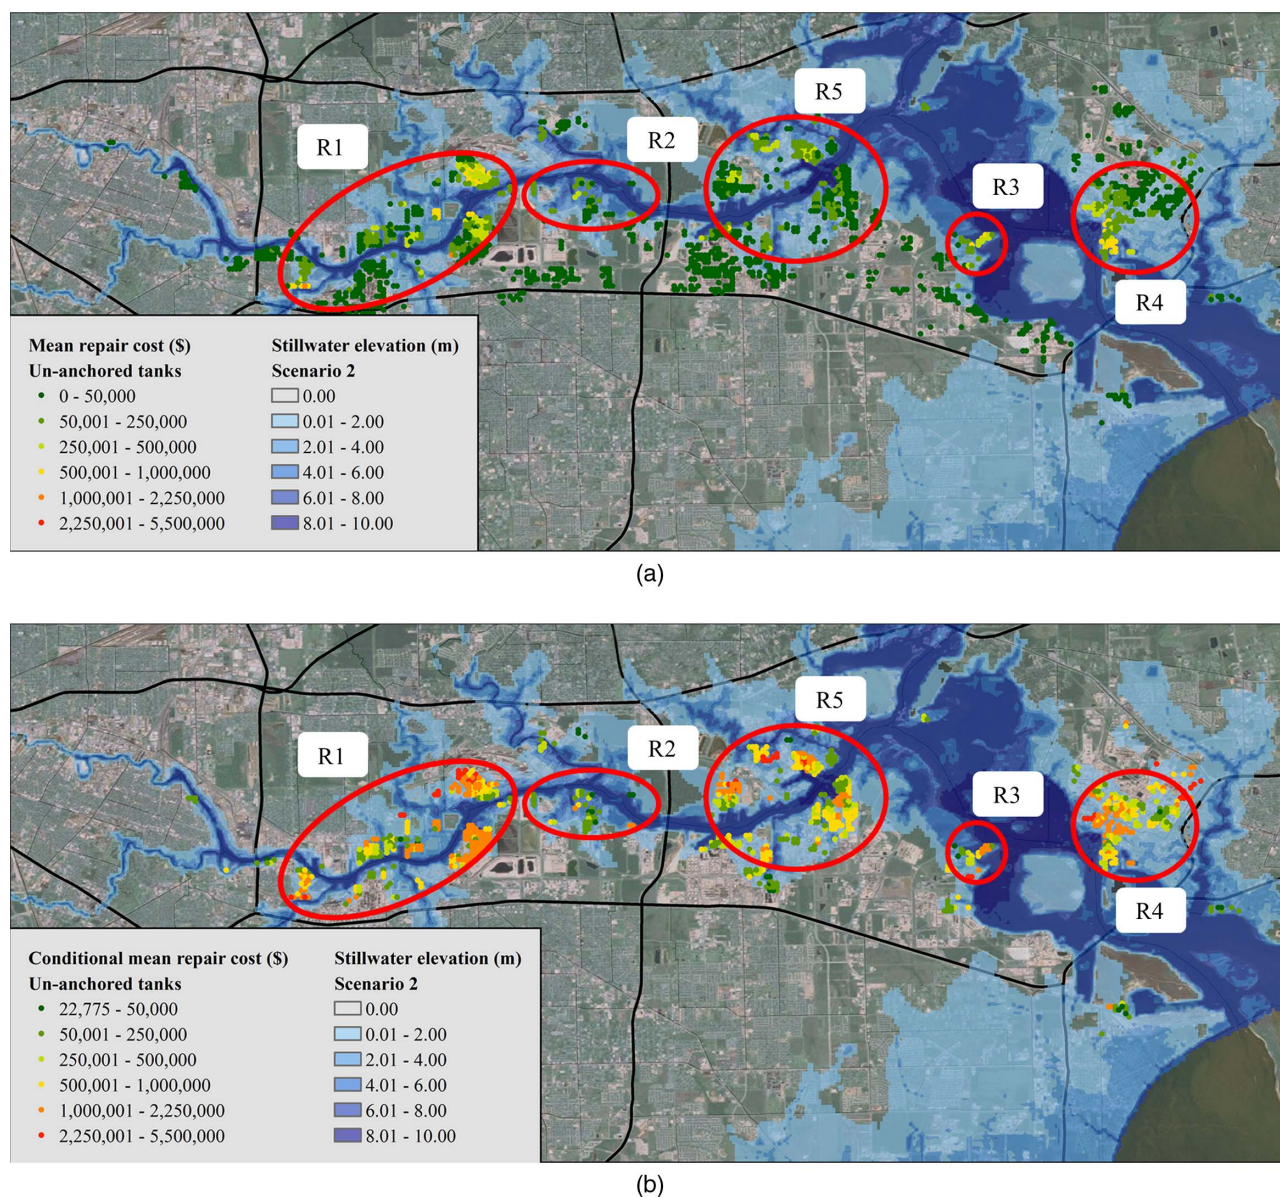 R5
R1
R2
R3
R4
Mean repair cost ($)
Un-anchored tanks
0 - 50,000
50,001 - 250,000
250,001 - 500,000
500,001 - 1,000,000
1,000,001 - 2,250,000
2,250,001 - 5,500,000
Stillwater elevation (m)
Scenario 2
0.00
0.01 - 2.00
2.01 - 4.00
4.01 - 6.00
6.01 - 8.00
8.01 - 10.00
(a)
R5
R1
R2
R3
R4
Conditional mean repair cost ($)
Un-anchored tanks
22,775 - 50,000
50,001 - 250,000
250,001 - 500,000
500,001 - 1,000,000
1,000,001 - 2,250,000
2,250,001 - 5,500,000
Stillwater elevation (m)
Scenario 2
0.00
0.01 - 2.00
2.01 - 4.00
4.01 - 6.00
6.01 - 8.00
8.01 - 10.00
(b)